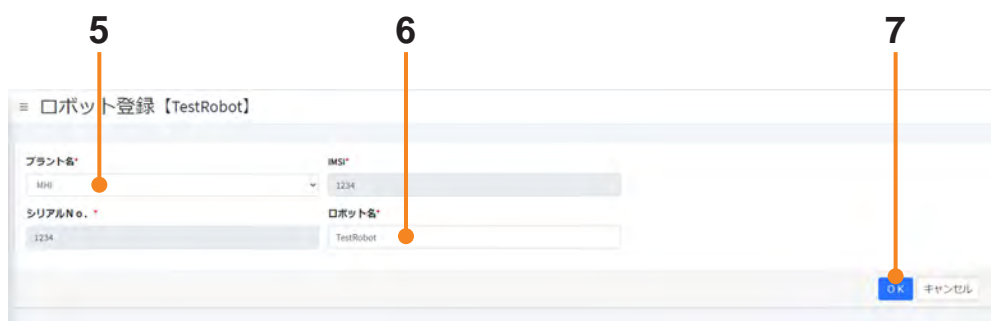 5 6 7
≡ ロボット登録【TestRobot】
プラント名* IMSI*
MHI 1234
シリアルNo. * ロボット名*
1234 TestRobot
OK キャンセル